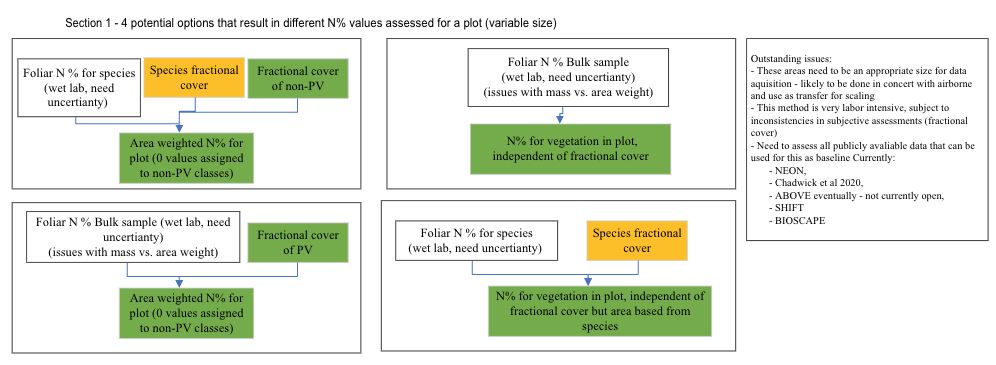 Section 1 - 4 potential options that result in different N% values assessed for a plot (variable size)
Foliar N % for species
(wet lab, need
uncertianty)
Species fractional
cover
Fractional cover
of non-PV
Area weighted N% for
plot (0 values assigned
to non-PV classes)
Foliar N % Bulk sample
(wet lab, need uncertianty)
(issues with mass vs. area weight)
N% for vegetation in plot,
independent of fractional cover
Foliar N % Bulk sample (wet lab, need
uncertianty)
(issues with mass vs. area weight)
Fractional cover
of PV
Area weighted N% for
plot (0 values assigned
to non-PV classes)
Foliar N % for species
(wet lab, need uncertianty)
Species fractional
cover
N% for vegetation in plot, independent of
fractional cover but area based from
species
Outstanding issues:
- These areas need to be an appropriate size for data
aquisition - likely to be done in concert with airborne
and use as transfer for scaling
- This method is very labor intensive, subject to
inconsistencies in subjective assessments (fractional
cover)
- Need to assess all publicly avaliable data that can be
used for this as baseline Currently:
- NEON,
- Chadwick et al 2020,
- ABOVE eventually - not currently open,
- SHIFT
- BIOSCAPE